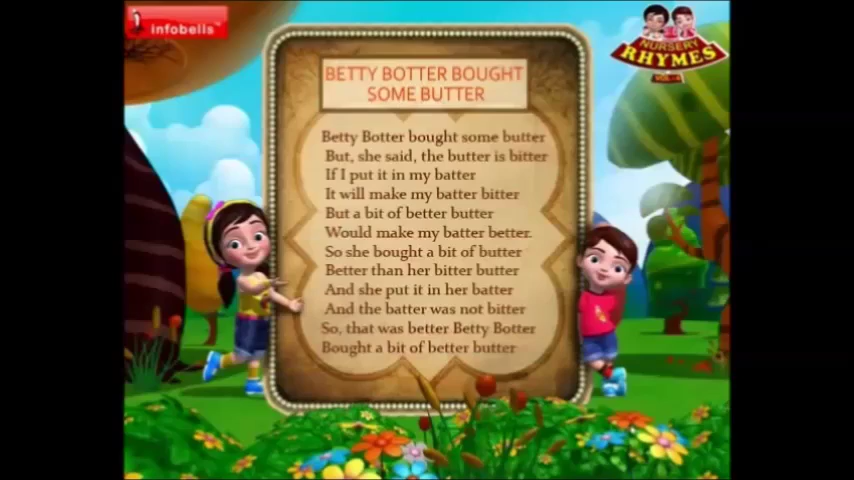 infobells
NURSERY
RHYMES
BETTY BOTTER BOUGHT
SOME BUTTER
Betty Botter bought some butter
But, she said, the butter is bitter
If I put it in my batter
It will make my batter bitter
But a bit of better butter
Would make my batter better.
So she bought a bit of butter
Better than her bitter butter
And she put it in her batter
And the batter was not bitter
So, that was better Betty Botter
Bought a bit of better butter